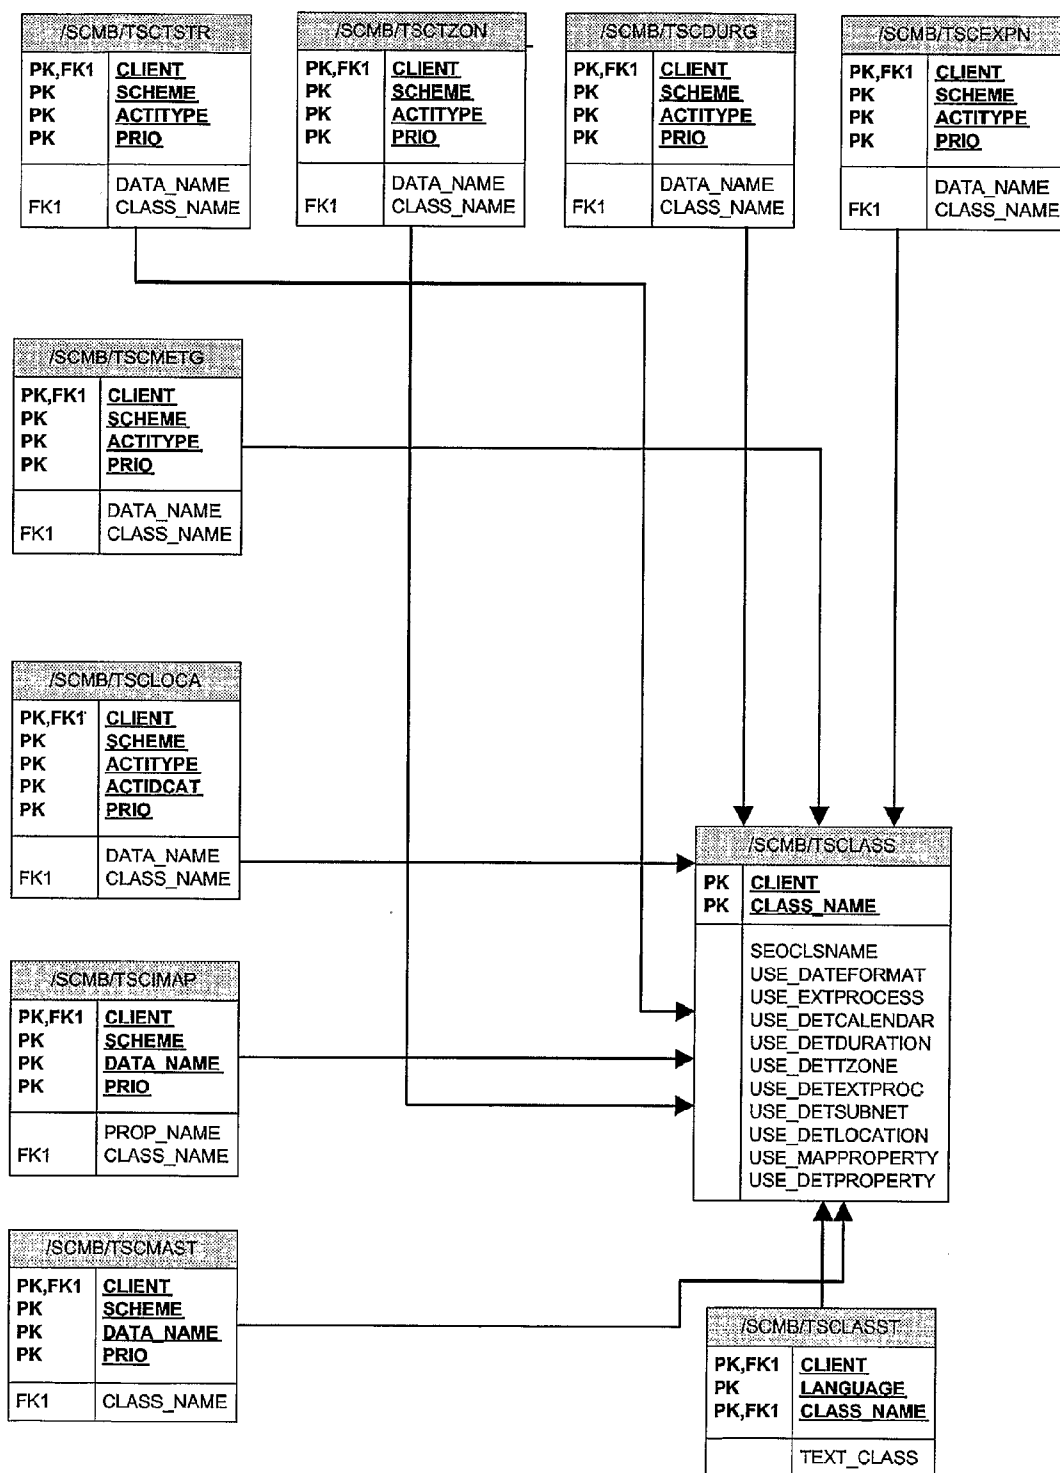 /SCMB/TSCTSTR
PK,FK1 CLIENT
PK SCHEME
PK ACTITYPE
PK PRIO
DATA_NAME
FK1 CLASS_NAME
/SCMB/TSCTZON
PK,FK1 CLIENT
PK SCHEME
PK ACTITYPE
PK PRIO
DATA_NAME
FK1 CLASS_NAME
/SCMB/TSCDURG
PK,FK1 CLIENT
PK SCHEME
PK ACTITYPE
PK PRIO
DATA_NAME
FK1 CLASS_NAME
/SCMB/TSCEXPN
PK,FK1 CLIENT
PK SCHEME
PK ACTITYPE
PK PRIO
DATA_NAME
FK1 CLASS_NAME
/SCMB/TSCMETG
PK,FK1 CLIENT
PK SCHEME
PK ACTITYPE
PK PRIO
DATA_NAME
FK1 CLASS_NAME
/SCMB/TSCLOCA
PK,FK1 CLIENT
PK SCHEME
PK ACTITYPE
PK ACTIDCAT
PK PRIO
DATA_NAME
FK1 CLASS_NAME
/SCMB/TSCLASS
PK CLIENT
PK CLASS_NAME
SEOCLSNAME
USE_DATEFORMAT
USE_EXTPROCESS
USE_DETCALENDAR
USE_DETDURATION
USE_DETTZONE
USE_DETEXTPROC
USE_DETSUBNET
USE_DETLOCATION
USE_MAPPROPERTY
USE_DETPROPERTY
/SCMB/TSCIMAP
PK,FK1 CLIENT
PK SCHEME
PK DATA_NAME
PK PRIO
PROP_NAME
FK1 CLASS_NAME
/SCMB/TSCMAST
PK,FK1 CLIENT
PK SCHEME
PK DATA_NAME
PK PRIO
FK1 CLASS_NAME
/SCMB/TSCLASST
PK,FK1 CLIENT
PK LANGUAGE
PK,FK1 CLASS_NAME
TEXT_CLASS